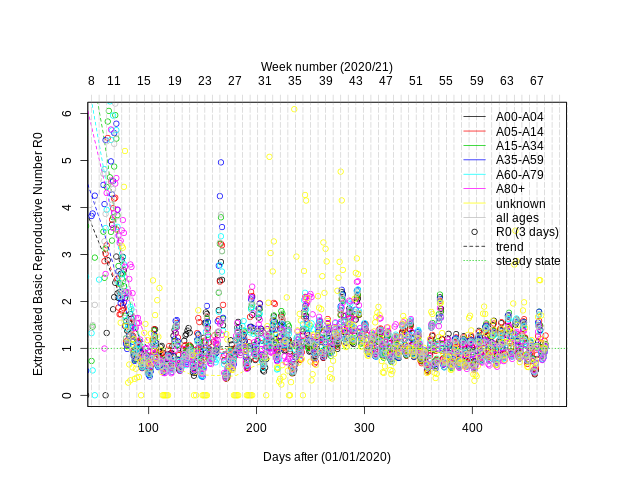 Week number (2020/21)
8 11 15 19 23 27 31 35 39 43 47 51 55 59 63 67
Extrapolated Basic Reproductive Number R0
6
5
4
3
2
1
0
A00-A04
A05-A14
A15-A34
A35-A59
A60-A79
A80+
unknown
all ages
R0 (3 days)
trend
steady state
100 200 300 400
Days after (01/01/2020)